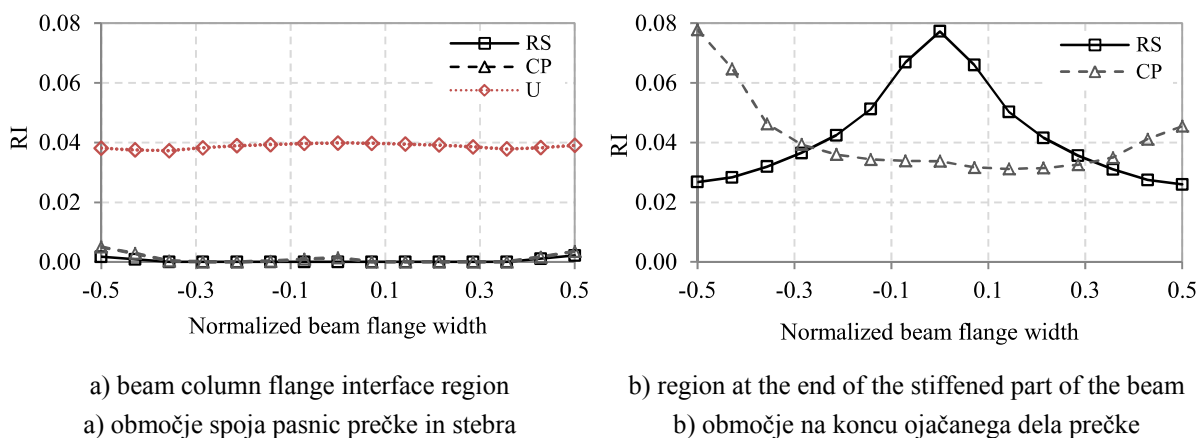 0.08
0.06
0.04
0.02
0.00
RI
RS
CP
U
-0.5 -0.3 -0.1 0.1 0.3 0.5
Normalized beam flange width
a) beam column flange interface region
a) območje spoja pasnic prečke in stebra
0.08
0.06
0.04
0.02
0.00
RI
RS
CP
-0.5 -0.3 -0.1 0.1 0.3 0.5
Normalized beam flange width
b) region at the end of the stiffened part of the beam
b) območje na koncu ojačanega dela prečke